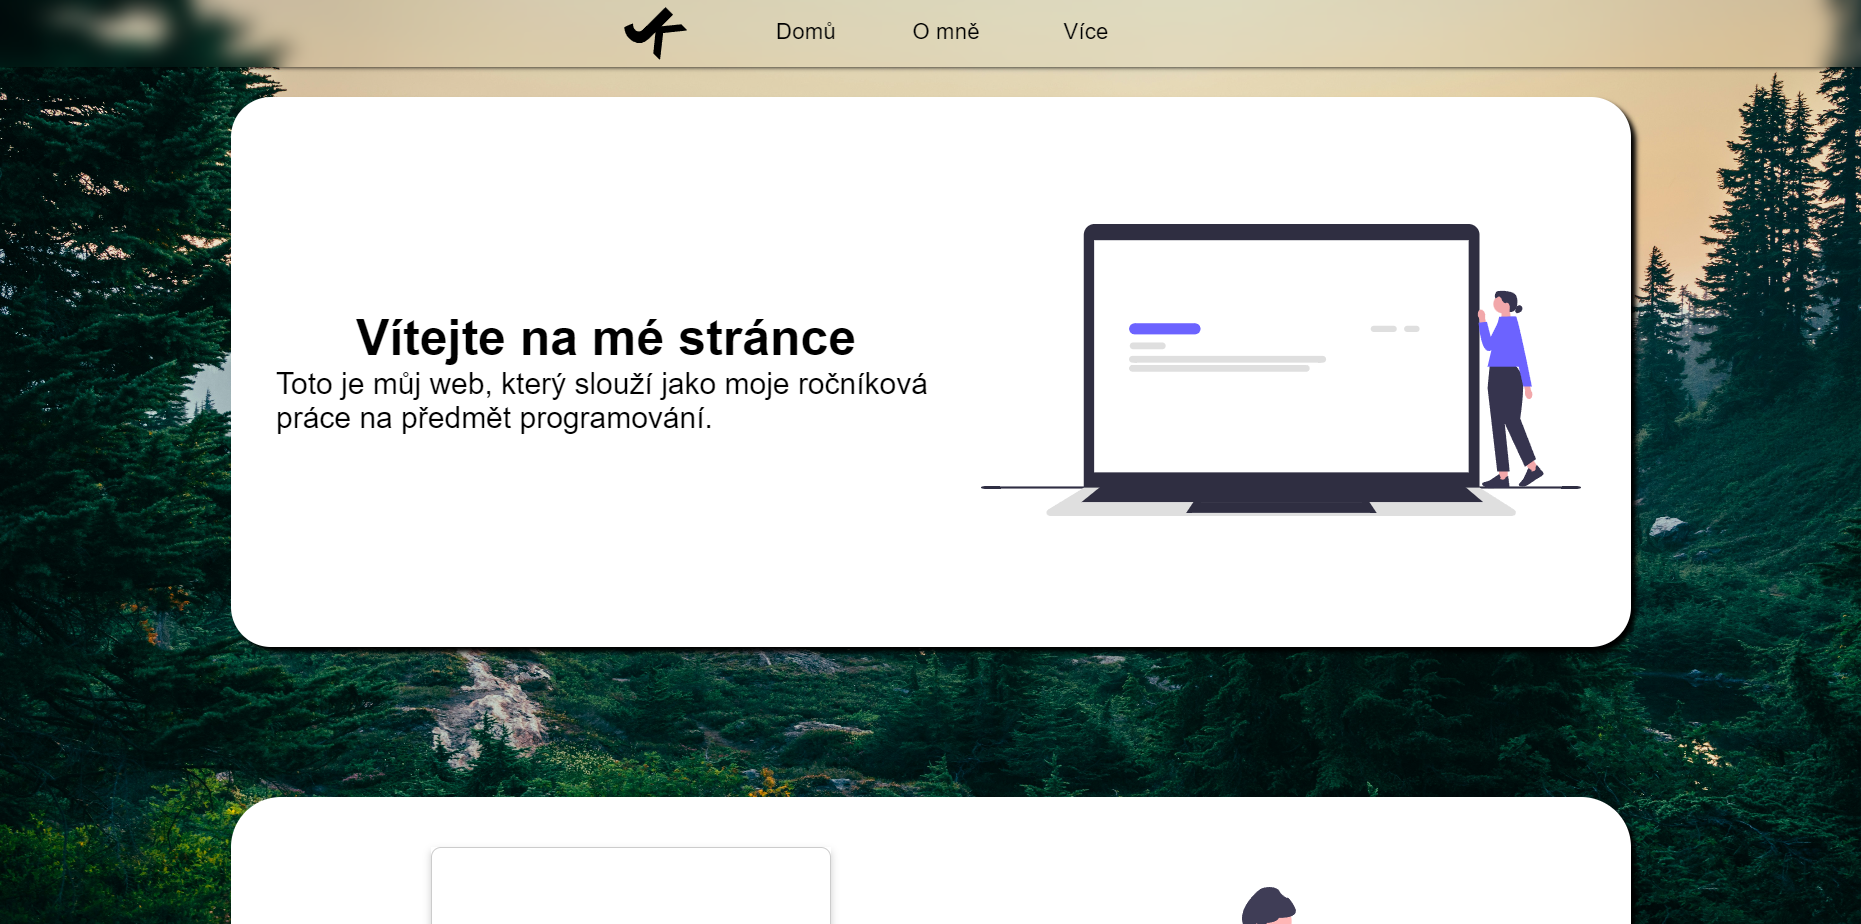 Domů
O mně
Více
Vítejte na mé stránce
Toto je můj web, který slouží jako moje ročníková
práce na předmět programování.